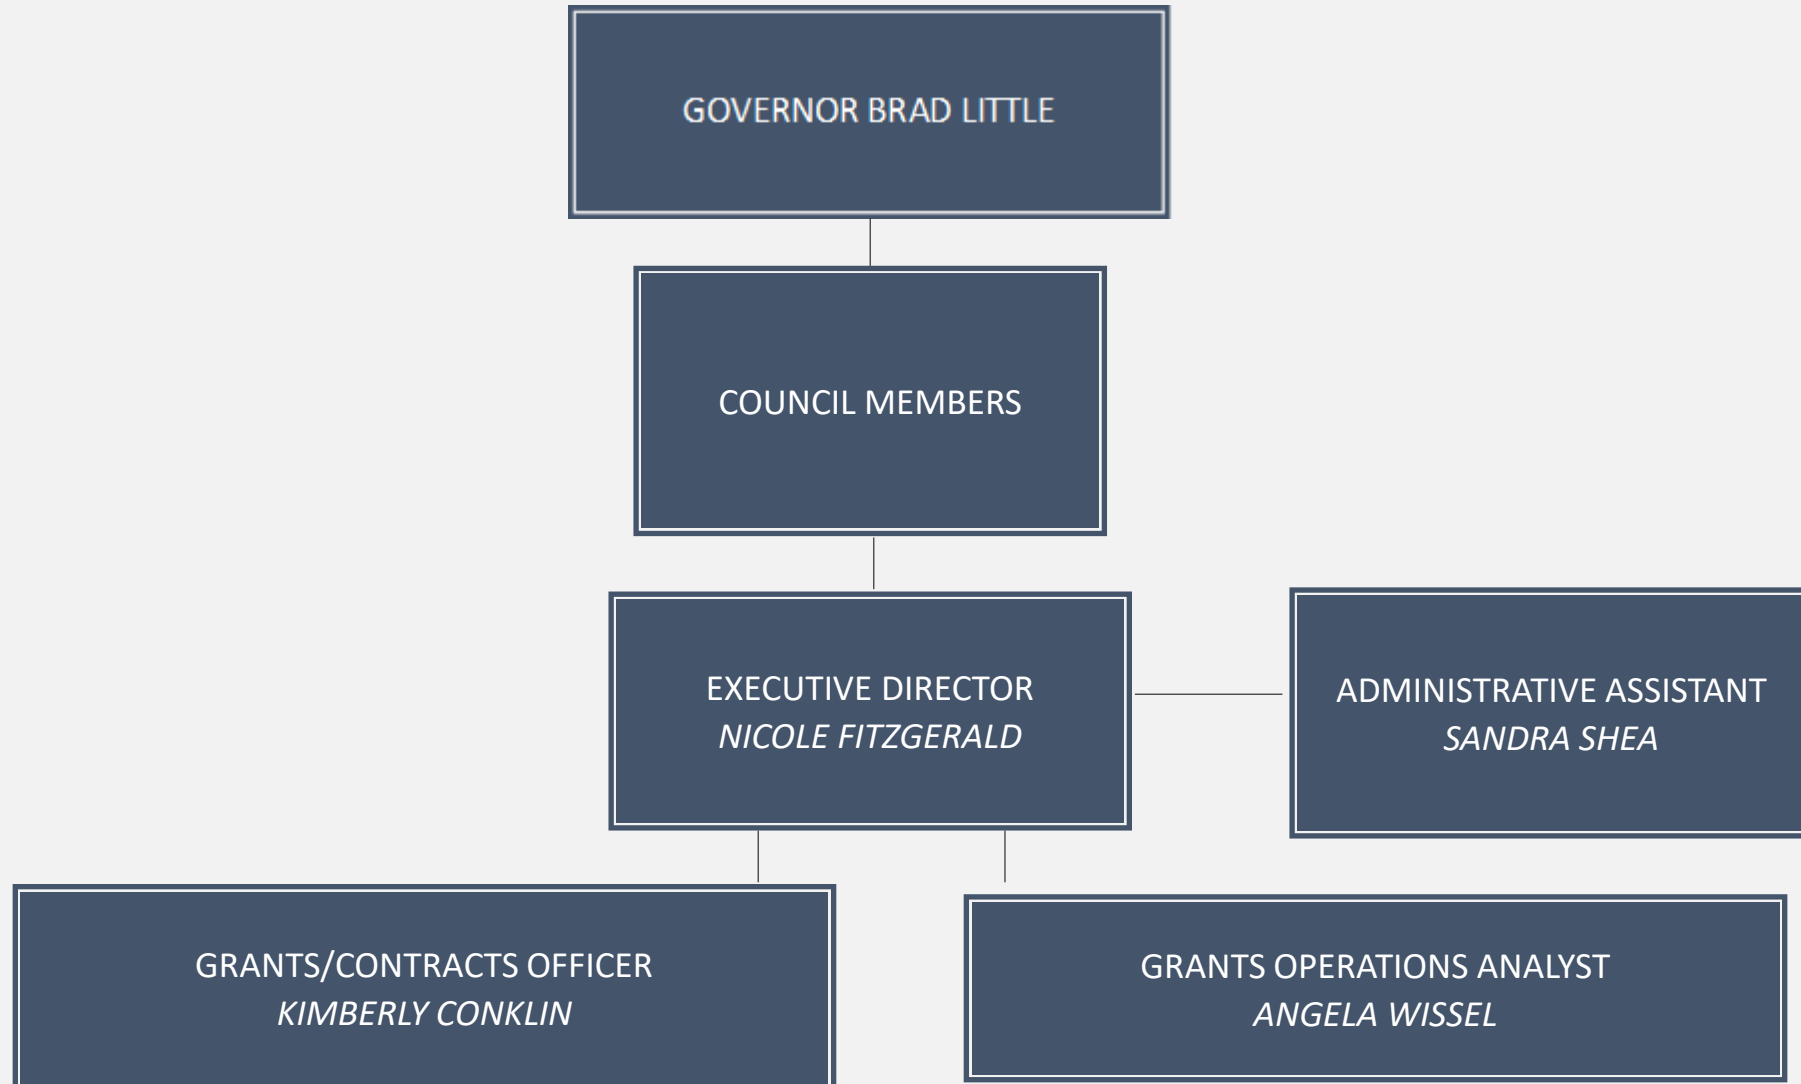 GOVERNOR BRAD LITTLE
COUNCIL MEMBERS
EXECUTIVE DIRECTOR
NICOLE FITZGERALD
ADMINISTRATIVE ASSISTANT
SANDRA SHEA
GRANTS/CONTRACTS OFFICER
KIMBERLY CONKLIN
GRANTS OPERATIONS ANALYST
ANGELA WISSEL